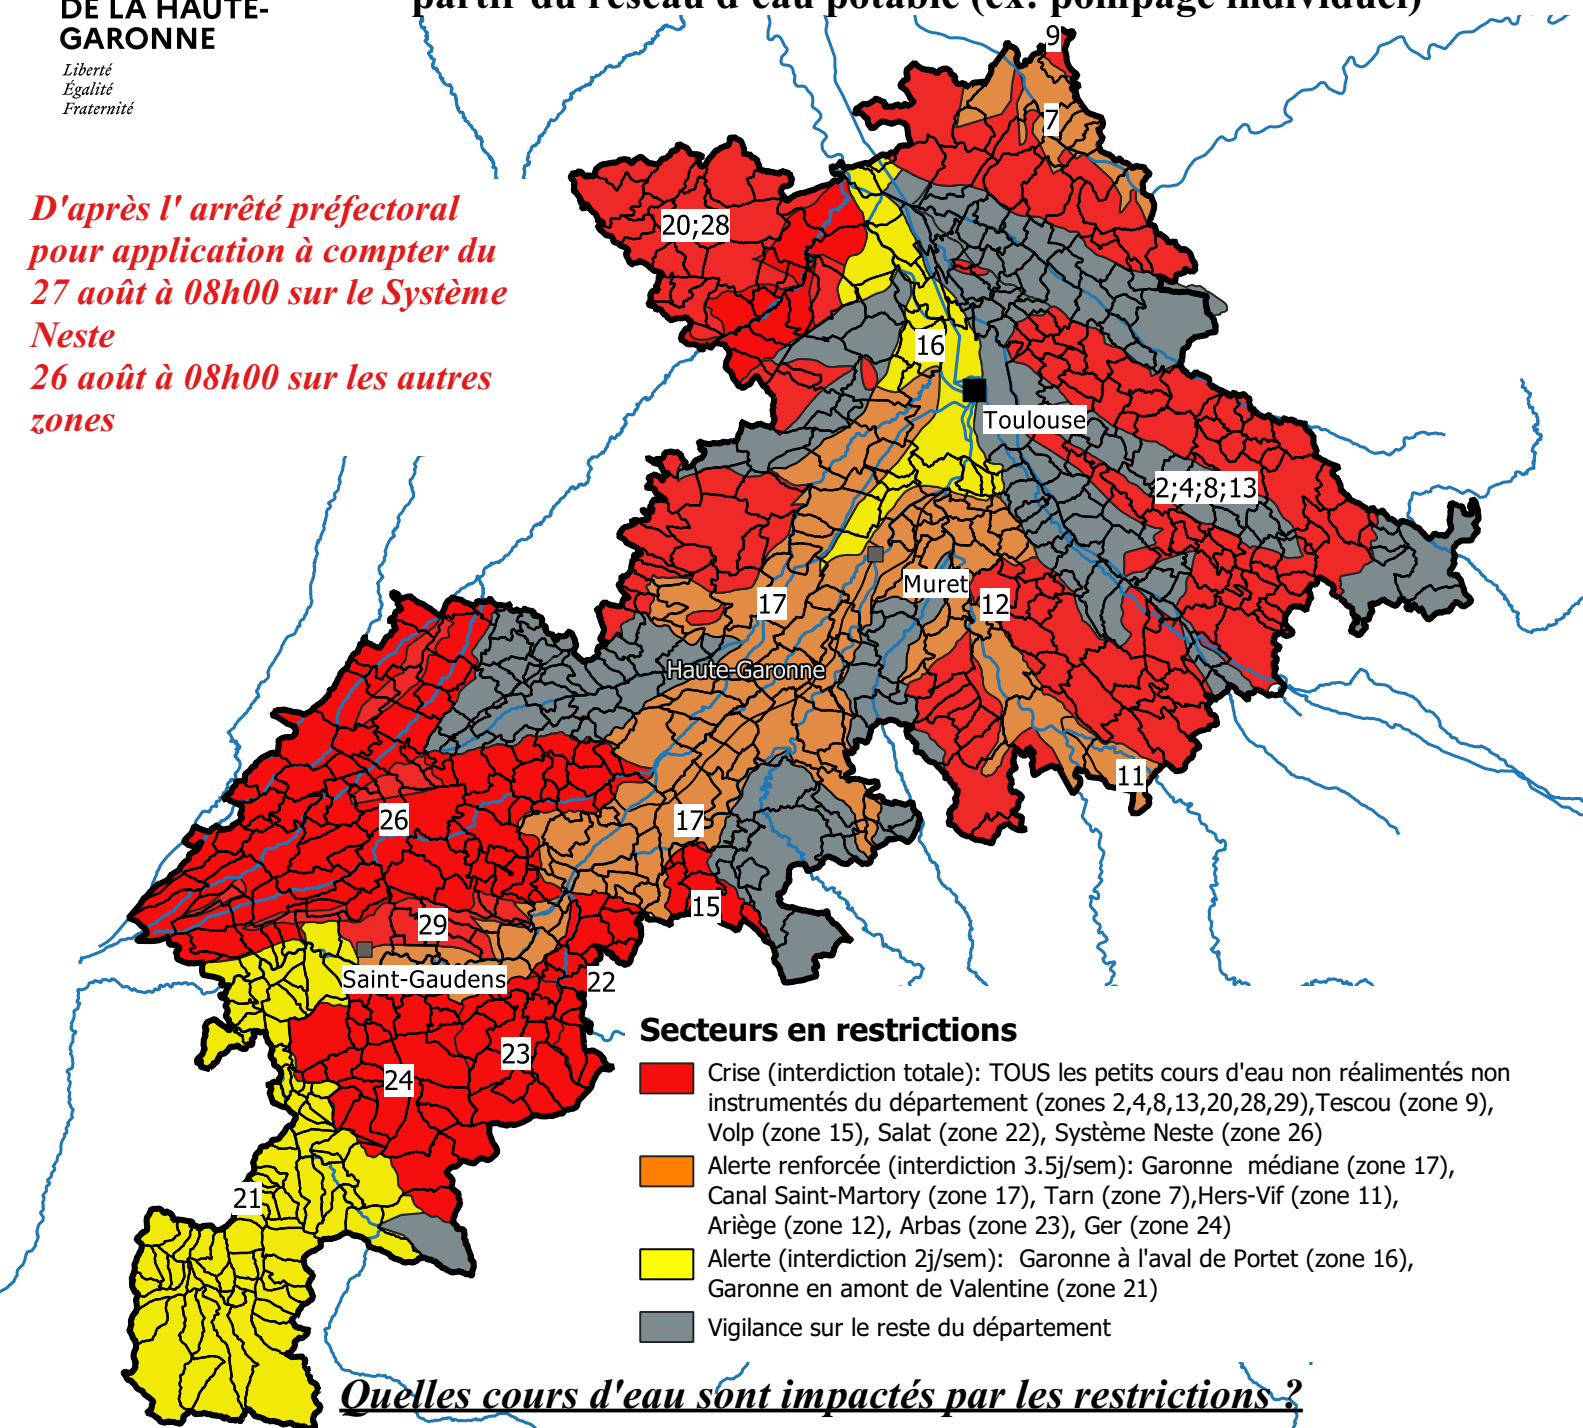 DE LA HAUTE-
GARONNE
Liberté
Égalité
Fraternité
partir du réseau d'eau potable (ex: pompage individuel)
D'après l' arrêté préfectoral
pour application à compter du
27 août à 08h00 sur le Système
Neste
26 août à 08h00 sur les autres
zones
9
7
20;28
16
Toulouse
2;4;8;13
Muret
17
12
Haute-Garonne
11
26
17
15
29
Saint-Gaudens
22
23
24
21
Secteurs en restrictions
Crise (interdiction totale): TOUS les petits cours d'eau non réalimentés non
instrumentés du département (zones 2,4,8,13,20,28,29),Tescou (zone 9),
Volp (zone 15), Salat (zone 22), Système Neste (zone 26)
Alerte renforcée (interdiction 3.5j/sem): Garonne  médiane (zone 17),
Canal Saint-Martory (zone 17), Tarn (zone 7),Hers-Vif (zone 11),
Ariège (zone 12), Arbas (zone 23), Ger (zone 24)
Alerte (interdiction 2j/sem):  Garonne à l'aval de Portet (zone 16),
Garonne en amont de Valentine (zone 21)
Vigilance sur le reste du département
Quelles cours d'eau sont impactés par les restrictions ?